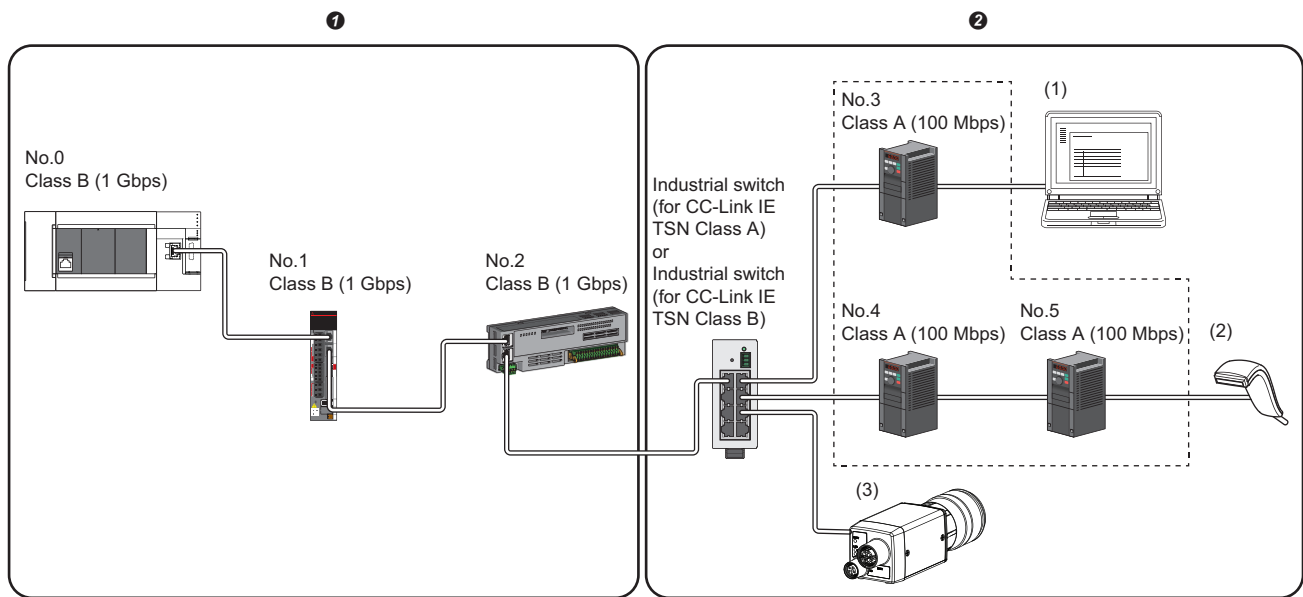 ❶
❷
No.0
Class B (1 Gbps)
No.1
Class B (1 Gbps)
No.2
Class B (1 Gbps)
Industrial switch
(for CC-Link IE
TSN Class A)
or
Industrial switch
(for CC-Link IE
TSN Class B)
No.3
Class A (100 Mbps)
(1)
No.4
Class A (100 Mbps)
No.5
Class A (100 Mbps)
(2)
(3)